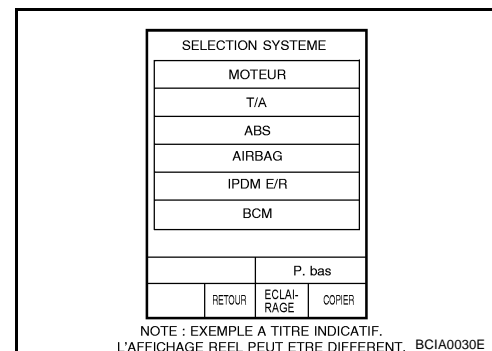 SELECTION SYSTEME
MOTEUR
T/A
ABS
AIRBAG
IPDM E/R
BCM
P. bas
RETOUR
ECLAI-
RAGE
COPIER
NOTE : EXEMPLE A TITRE INDICATIF.
L'AFFICHAGE REEL PEUT ETRE DIFFERENT. BCIA0030E